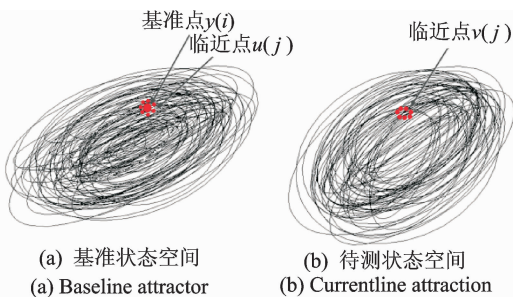 基准点y(i)
临近点u(j)
临近点v(j)
(a) 基准状态空间
(a) Baseline attractor
(b) 待测状态空间
(b) Currentline attraction